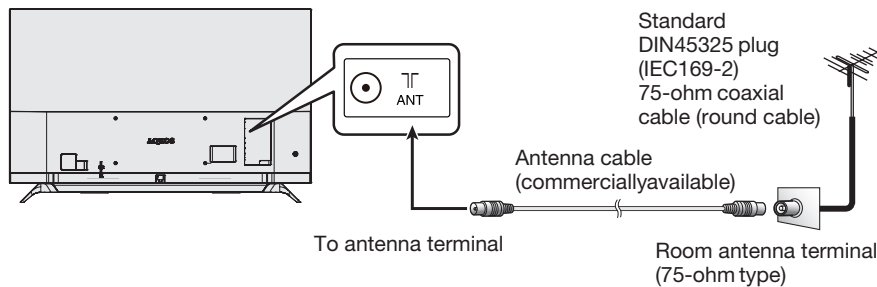 ANT
Standard
DIN45325 plug
(IEC169-2)
75-ohm coaxial
cable (round cable)
Antenna cable
(commerciallyavailable)
To antenna terminal
Room antenna terminal
(75-ohm type)